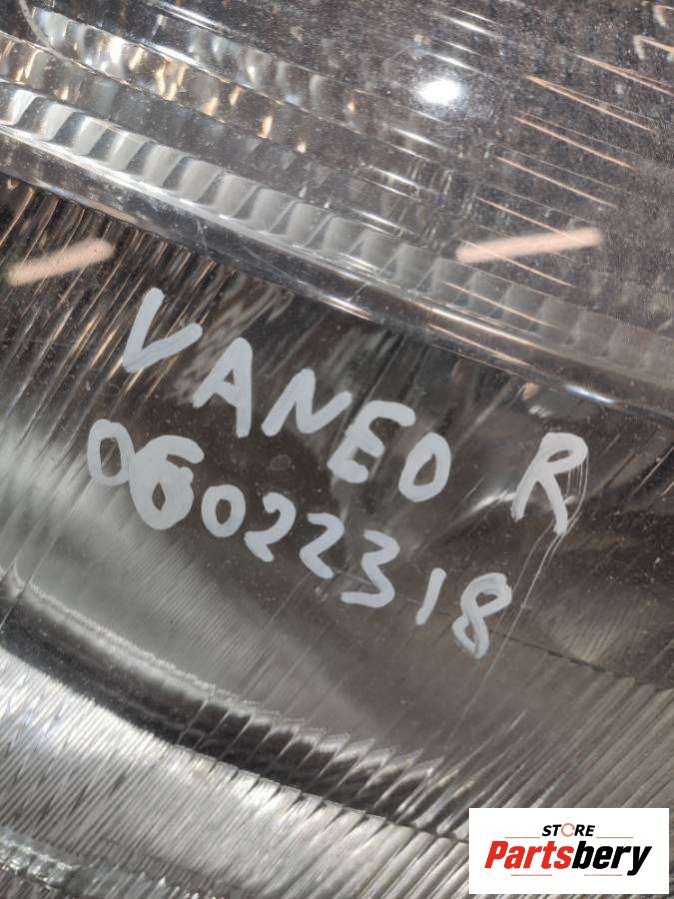 VANEO R
06022318
STORE
Partsbery